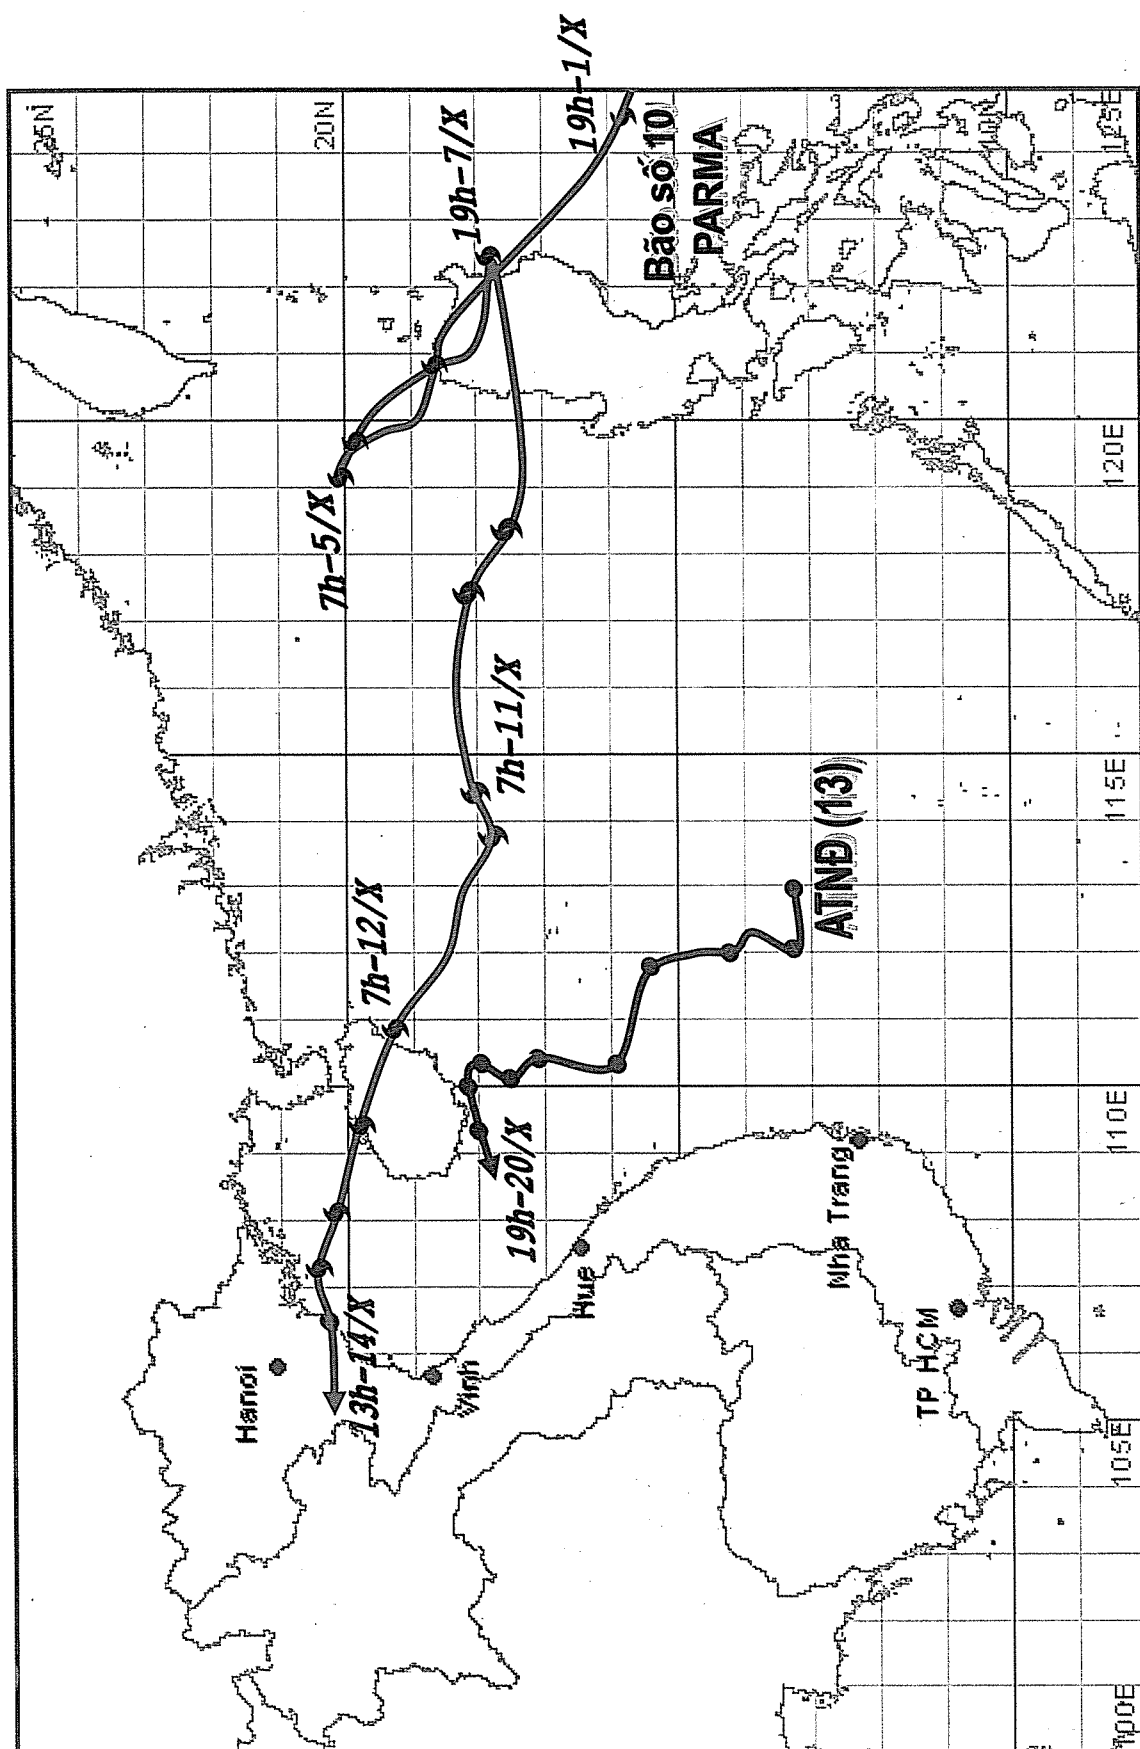 25N
20N
19h-1/X
19h-7/X
Bão số 10
PARMA
10N
125E
7h-5/X
120E
7h-11/X
115E
7h-12/X
ATNĐ (13)
110E
19h-20/X
Hue
Nha Trang
TP HCM
Hanoi
13h-14/X
Vinh
105E
100E